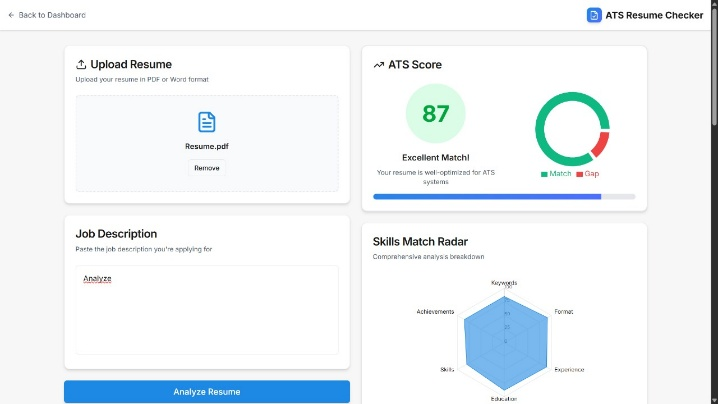 Back to Dashboard
ATS Resume Checker
Upload Resume
Upload your resume in PDF or Word format
Resume.pdf
Remove
Job Description
Paste the job description you're applying for
Analyze
Analyze Resume
ATS Score
87
Excellent Match!
Your resume is well-optimized for ATS
systems
Match
Gap
Skills Match Radar
Comprehensive analysis breakdown
Keywords
Achievements
Format
25
0
Skills
Experience
Education